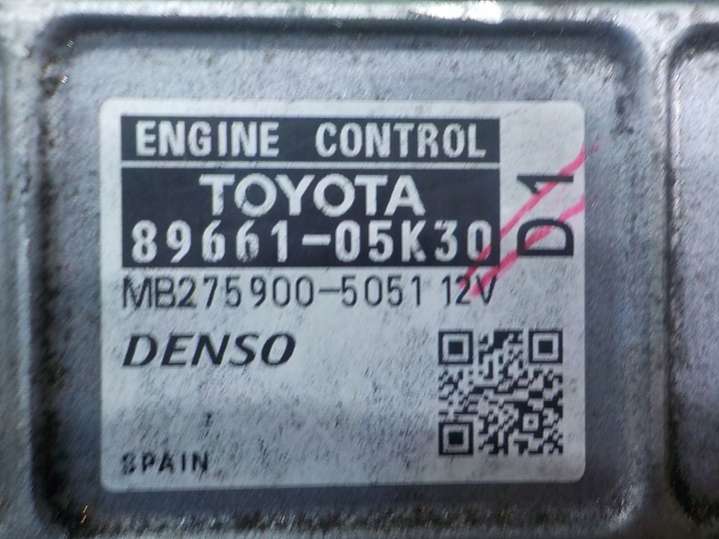 ENGINE CONTROL
TOYOTA
89661-05K30
D1
MB275900-5051 12V
DENSO
SPAIN